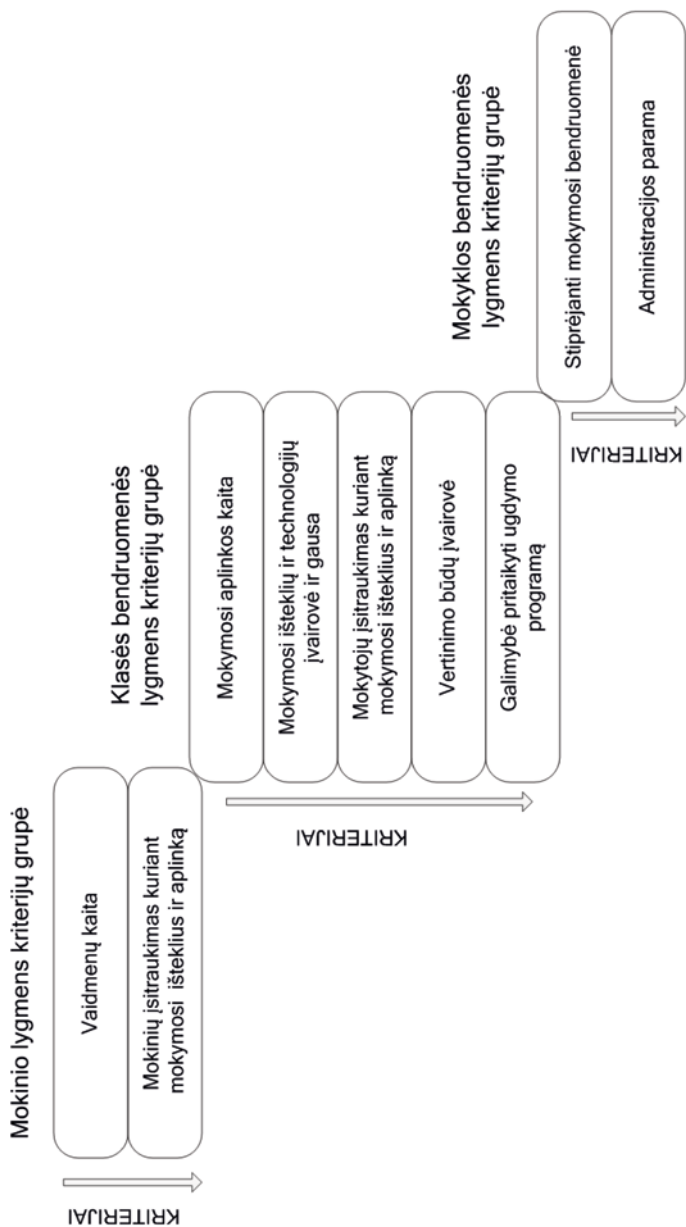 Mokinio lygmens kriterijų grupė
KRITERIJAI
Vaidmenų kaita
Mokinių įsitraukimas kuriant
mokymosi išteklius ir aplinką
Klasės bendruomenės
lygmens kriterijų grupė
KRITERIJAI
Mokymosi aplinkos kaita
Mokymosi išteklių ir technologijų
įvairovė ir gausa
Mokytojų įsitraukimas kuriant
mokymosi išteklius ir aplinką
Vertinimo būdų įvairovė
Galimybė pritaikyti ugdymo
programą
Mokyklos bendruomenės
lygmens kriterijų grupė
KRITERIJAI
Stiprėjanti mokymosi bendruomenė
Administracijos parama